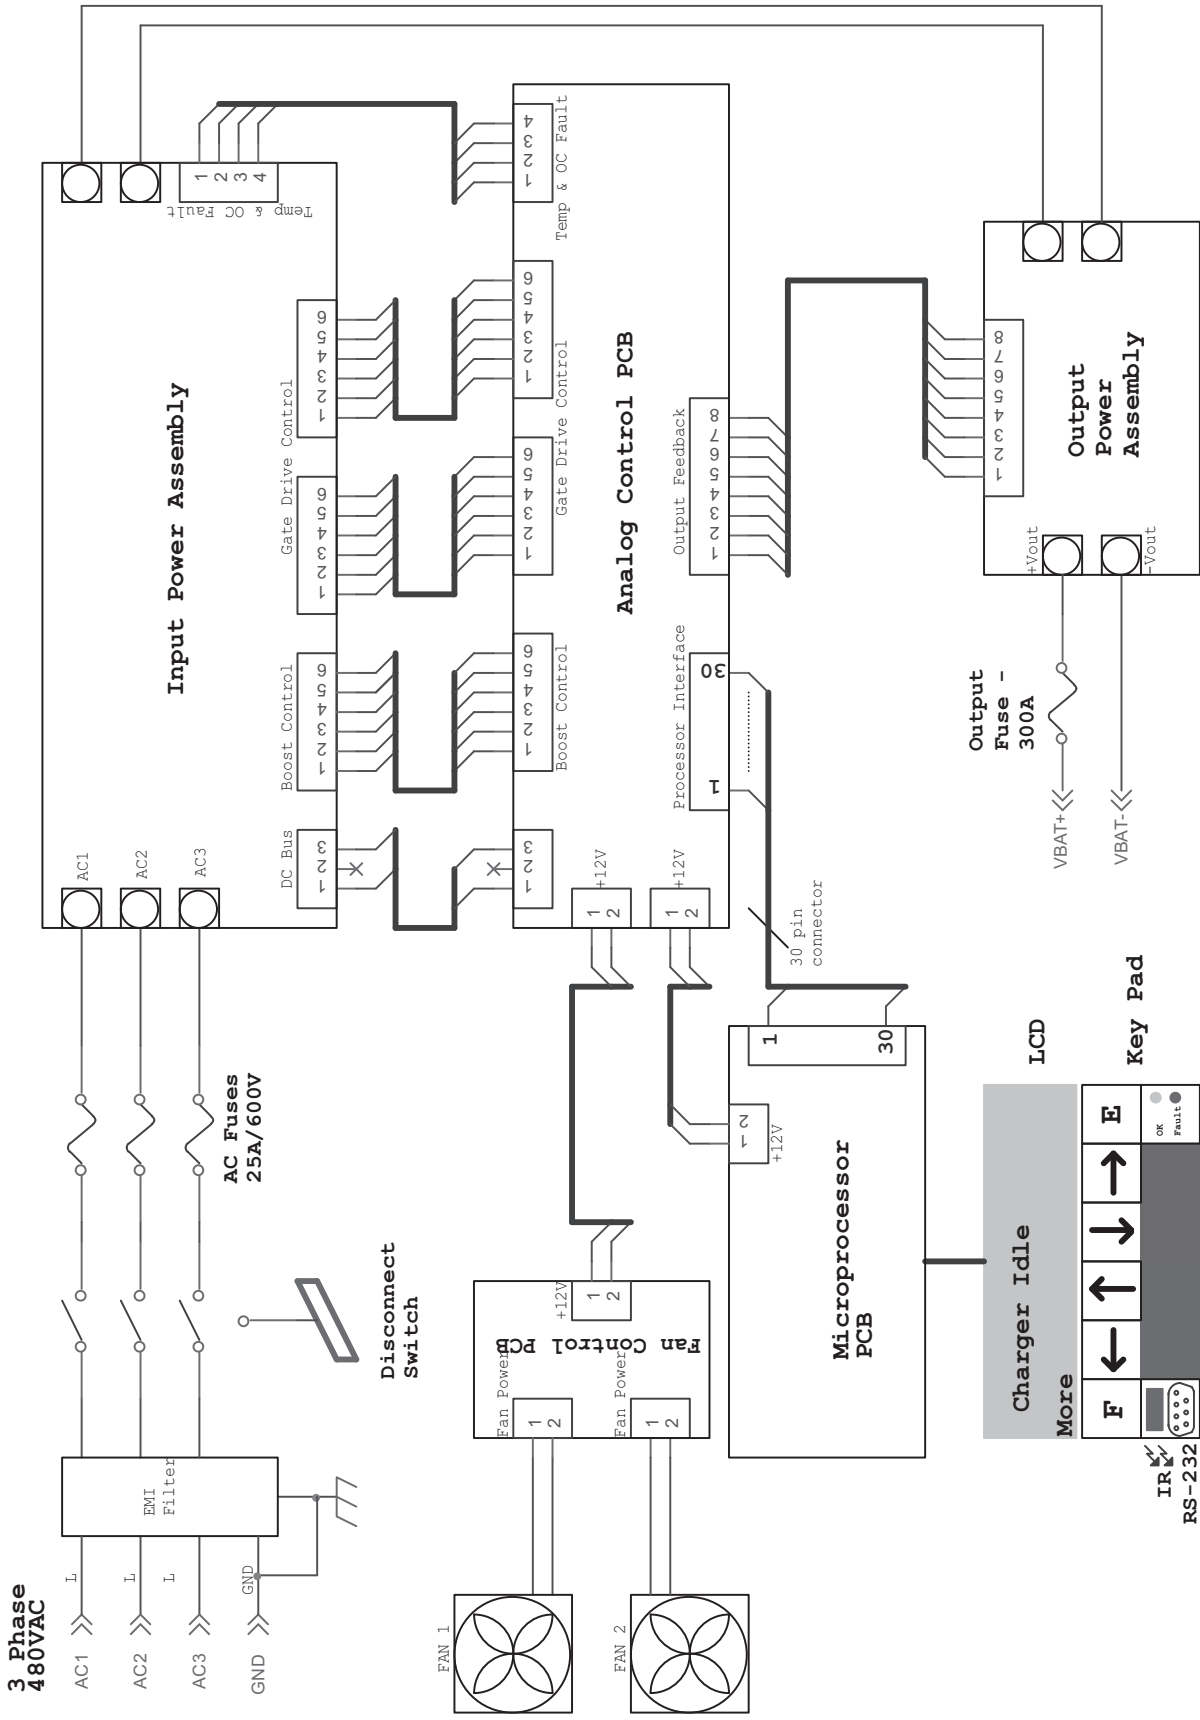 3 Phase
480VAC
AC1
L
AC2
L
AC3
L
GND
GND
EMI
Filter
Disconnect
Switch
AC Fuses
25A/600V
AC1
AC2
AC3
Input Power Assembly
DC Bus
1 2 3
Boost Control
1 2 3 4 5 6
Gate Drive Control
1 2 3 4 5 6
1 2 3 4 5 6
Temp & OC Fault
1 2 3 4
1 2 3
Boost Control
1 2 3 4 5 6
Gate Drive Control
1 2 3 4 5 6
1 2 3 4 5 6
Temp & OC Fault
1 2 3 4
Analog Control PCB
+12V
1
2
+12V
1
2
Processor Interface
1 30
Output Feedback
1 2 3 4 5 6 7 8
30 pin
connector
FAN 1
FAN 2
Fan Power
1
2
Fan Power
1
2
Fan Control PCB
+12V
1
2
Microprocessor
PCB
+12V
1 2
1
30
Charger Idle
More
LCD
Key Pad
F
E
OK
Fault
IR
RS-232
Output
Fuse -
300A
VBAT+
VBAT-
+Vout
-Vout
1 2 3 4 5 6 7 8
Output
Power
Assembly